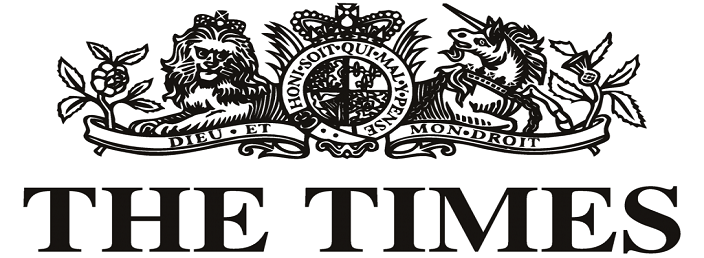 HONI·SOIT·QUI·MAL·Y·PENSE
DIEU·ET MON·DROIT
THE TIMES